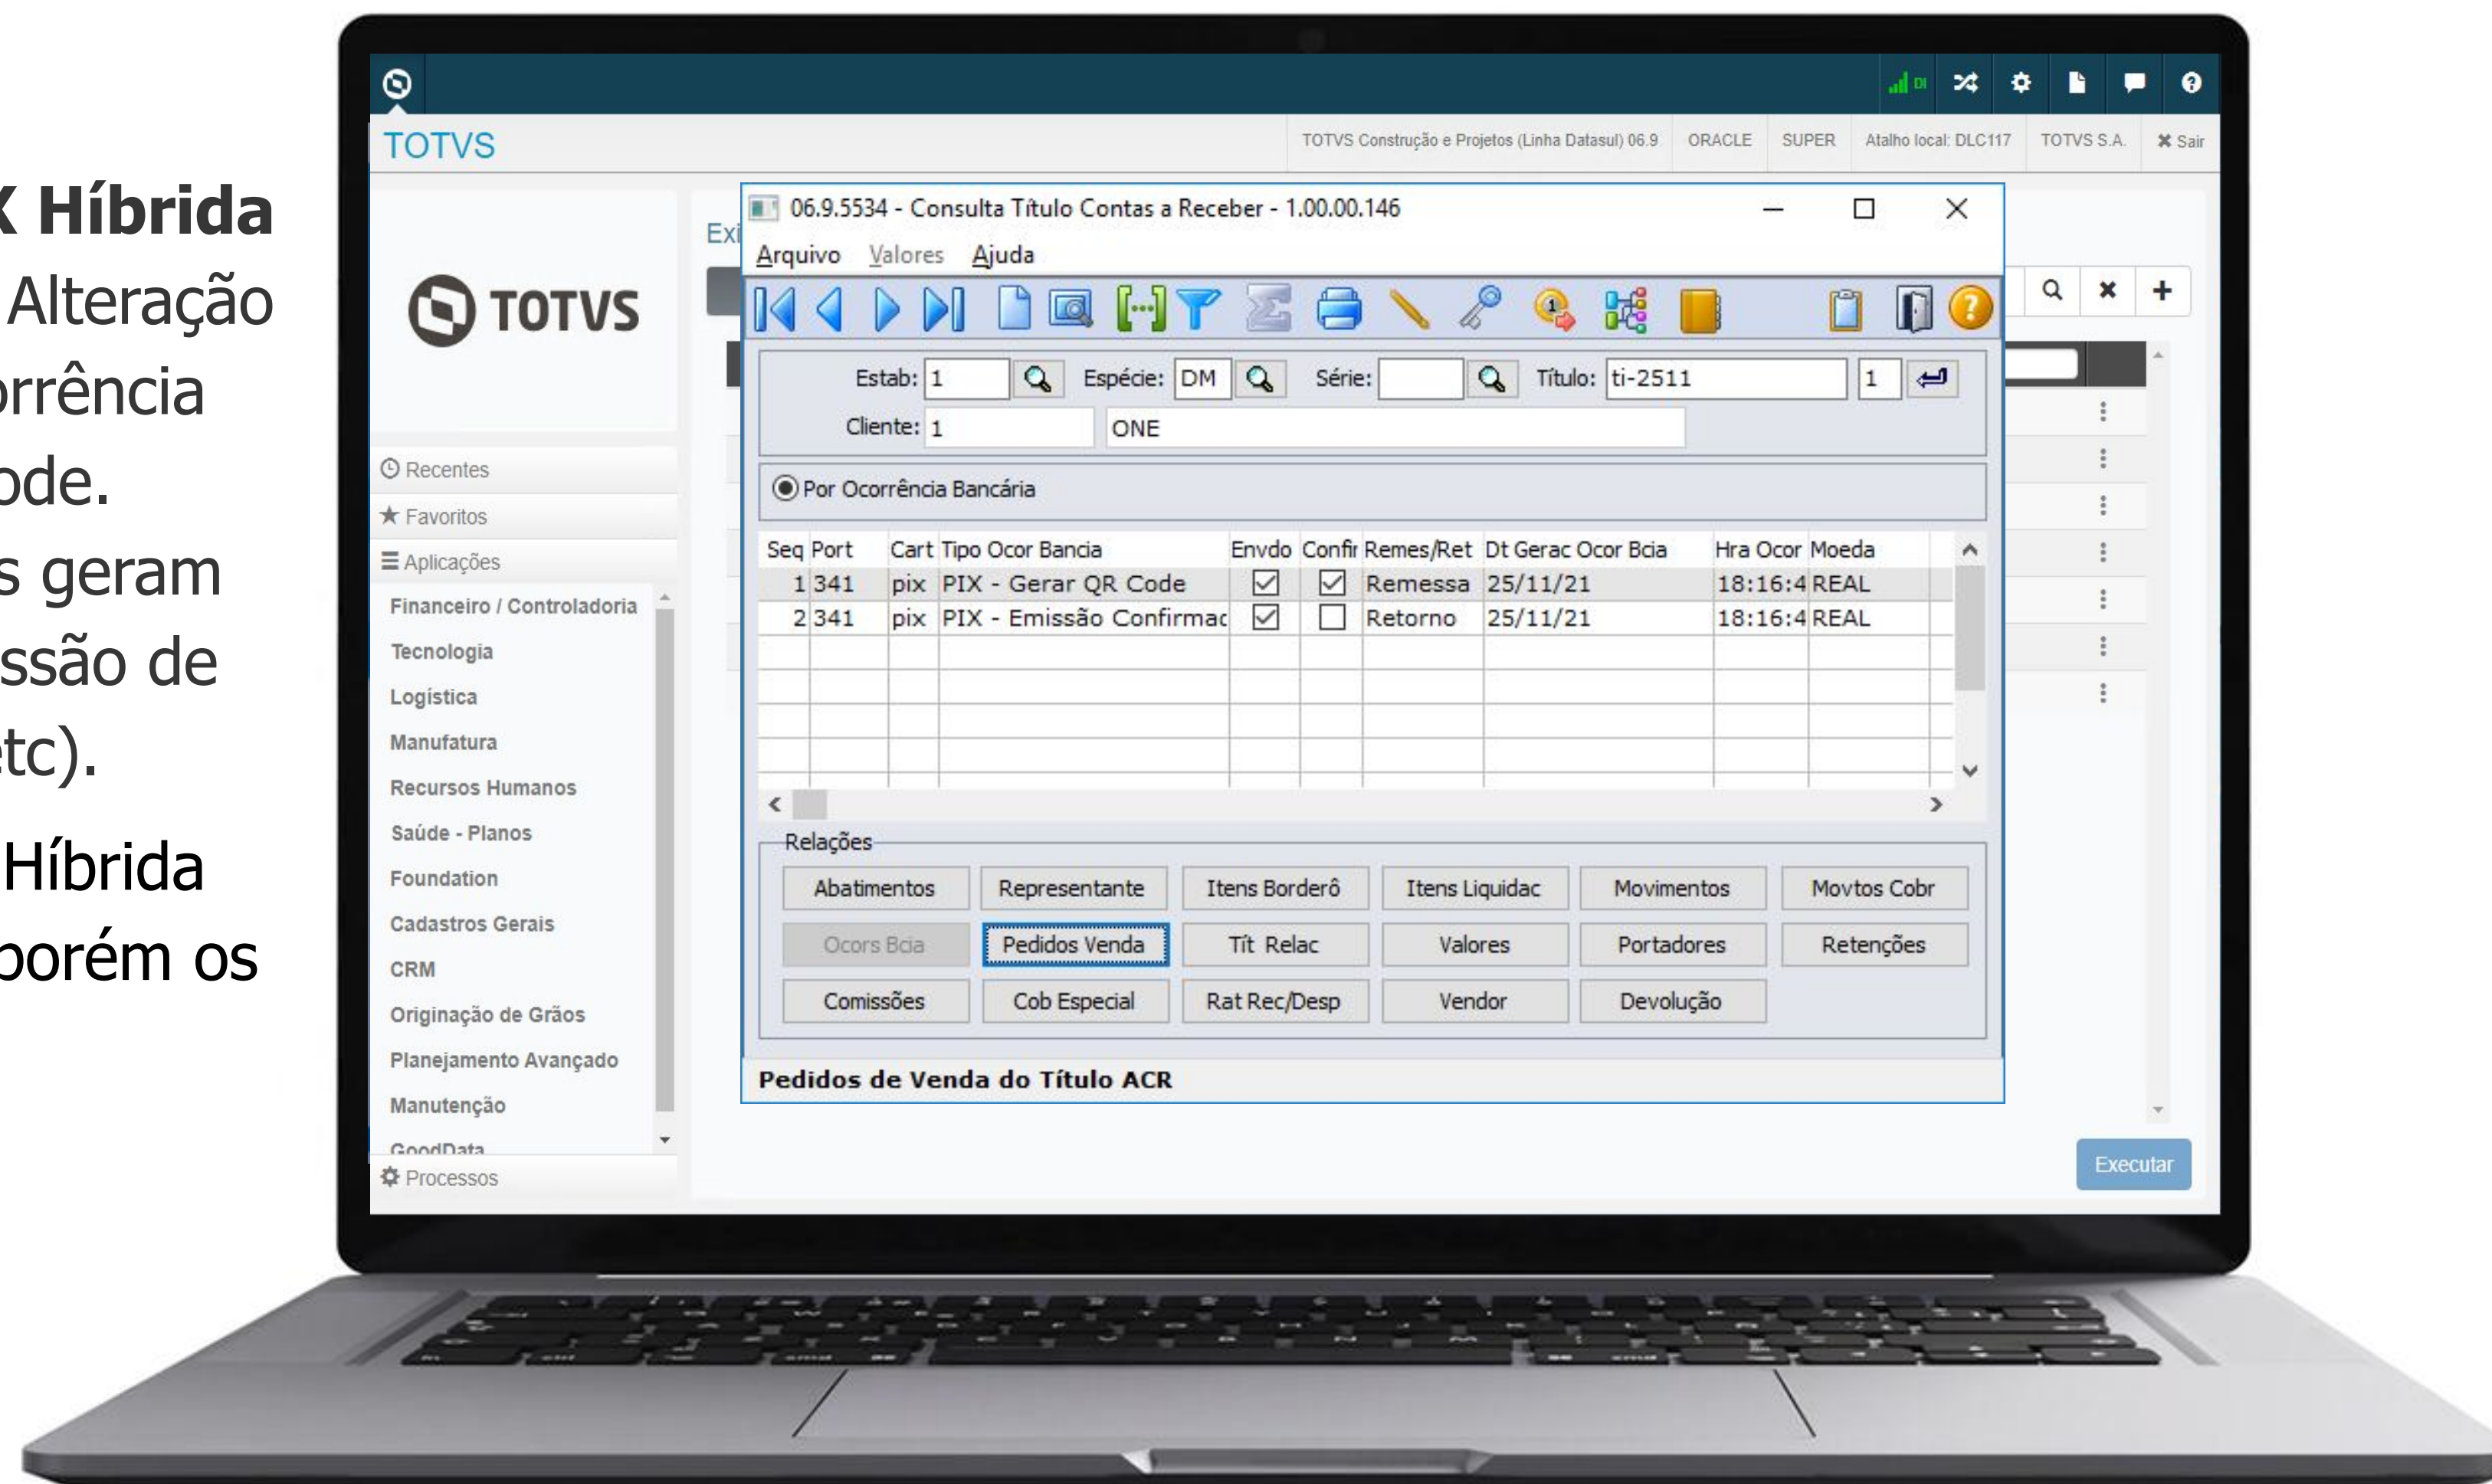 X Híbrida
Alteração
orrência
ode.
s geram
ssão de
etc).
Híbrida
porém os
DI
TOTVS
TOTVS Construção e Projetos (Linha Datasul) 06.9 ORACLE SUPER Atalho local: DLC117 TOTVS S.A. Sair
TOTVS
Recentes
Favoritos
Aplicações
Financeiro / Controladoria
Tecnologia
Logística
Manufatura
Recursos Humanos
Saúde - Planos
Foundation
Cadastros Gerais
CRM
Originação de Grãos
Planejamento Avançado
Manutenção
GoodData
Processos
Exi
06.9.5534 - Consulta Título Contas a Receber - 1.00.00.146
Arquivo Valores Ajuda
Estab: 1 Espécie: DM Série: Título: ti-2511 1
Cliente: 1 ONE
Por Ocorrência Bancária
Seq Port Cart Tipo Ocor Bancia Envdo Confir Remes/Ret Dt Gerac Ocor Bcia Hra Ocor Moeda
1 341 pix PIX - Gerar QR Code Remessa 25/11/21 18:16:4 REAL
2 341 pix PIX - Emissão Confirmac Retorno 25/11/21 18:16:4 REAL
Relações
Abatimentos Representante Itens Borderô Itens Liquidac Movimentos Movtos Cobr
Ocors Bcia Pedidos Venda Tít Relac Valores Portadores Retenções
Comissões Cob Especial Rat Rec/Desp Vendor Devolução
Pedidos de Venda do Título ACR
Executar